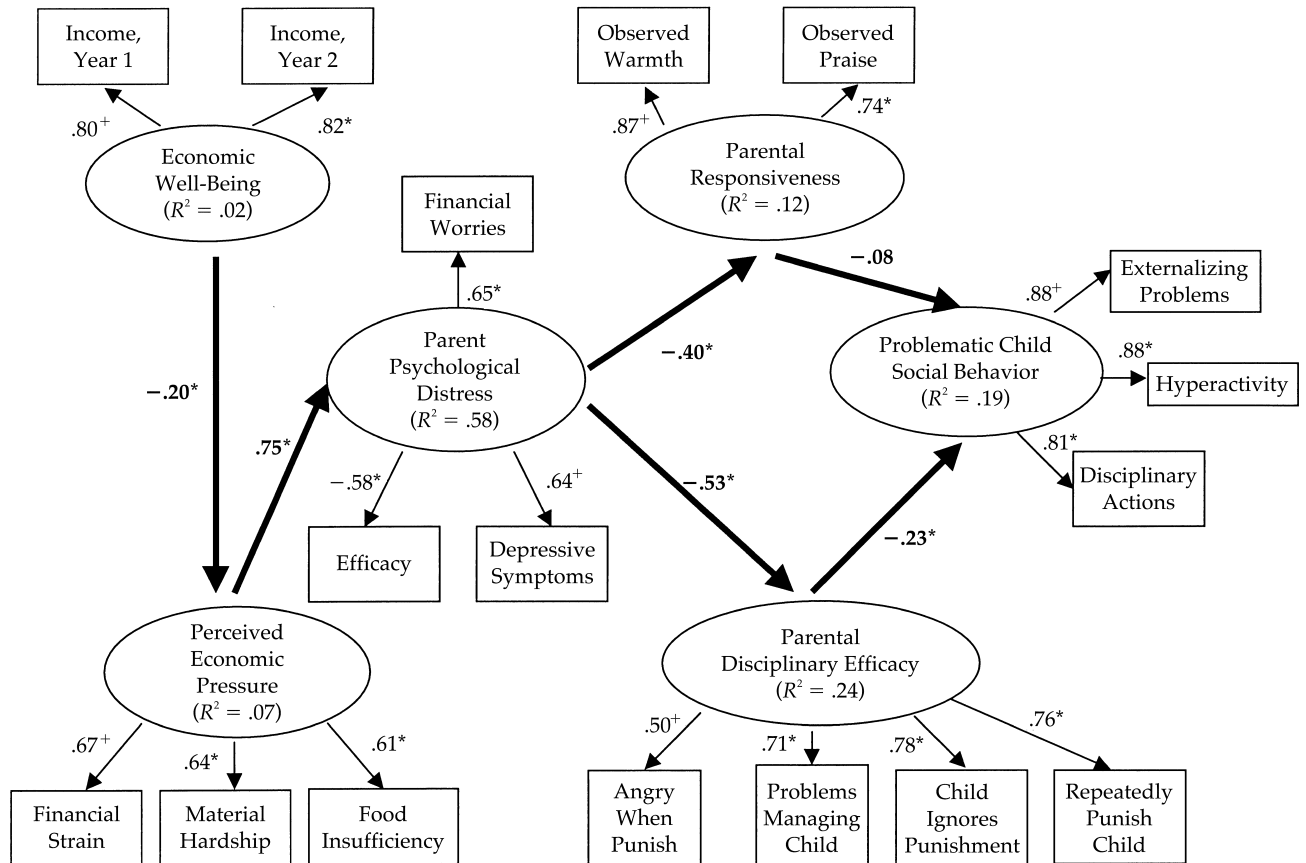 Income,
Year 1
Income,
Year 2
Observed
Warmth
Observed
Praise
.80+
.82*
.87+
.74*
Economic
Well-Being
(R² = .02)
Parental
Responsiveness
(R² = .12)
Financial
Worries
−.08
Externalizing
Problems
.65*
.88+
Parent
Psychological
Distress
(R² = .58)
−.40*
Problematic Child
Social Behavior
(R² = .19)
.88*
Hyperactivity
−.20*
.75*
.81*
Disciplinary
Actions
−.58*
.64+
−.53*
Efficacy
Depressive
Symptoms
−.23*
Perceived
Economic
Pressure
(R² = .07)
Parental
Disciplinary Efficacy
(R² = .24)
.67+
.64*
.61*
.50+
.71*
.78*
.76*
Financial
Strain
Material
Hardship
Food
Insufficiency
Angry
When
Punish
Problems
Managing
Child
Child
Ignores
Punishment
Repeatedly
Punish
Child